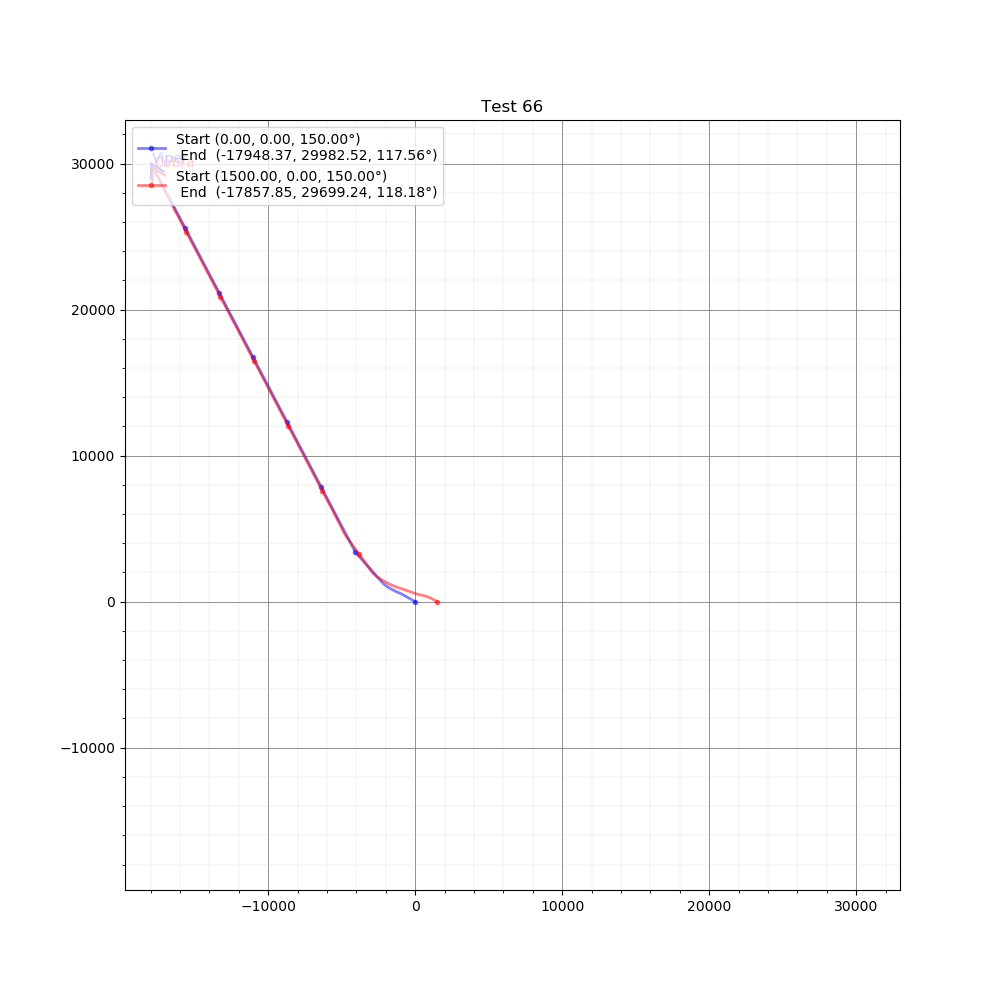 Test 66
Start (0.00, 0.00, 150.00°)
End (-17948.37, 29982.52, 117.56°)
Start (1500.00, 0.00, 150.00°)
End (-17857.85, 29699.24, 118.18°)
30000
20000
10000
0
−10000
−10000
0
10000
20000
30000